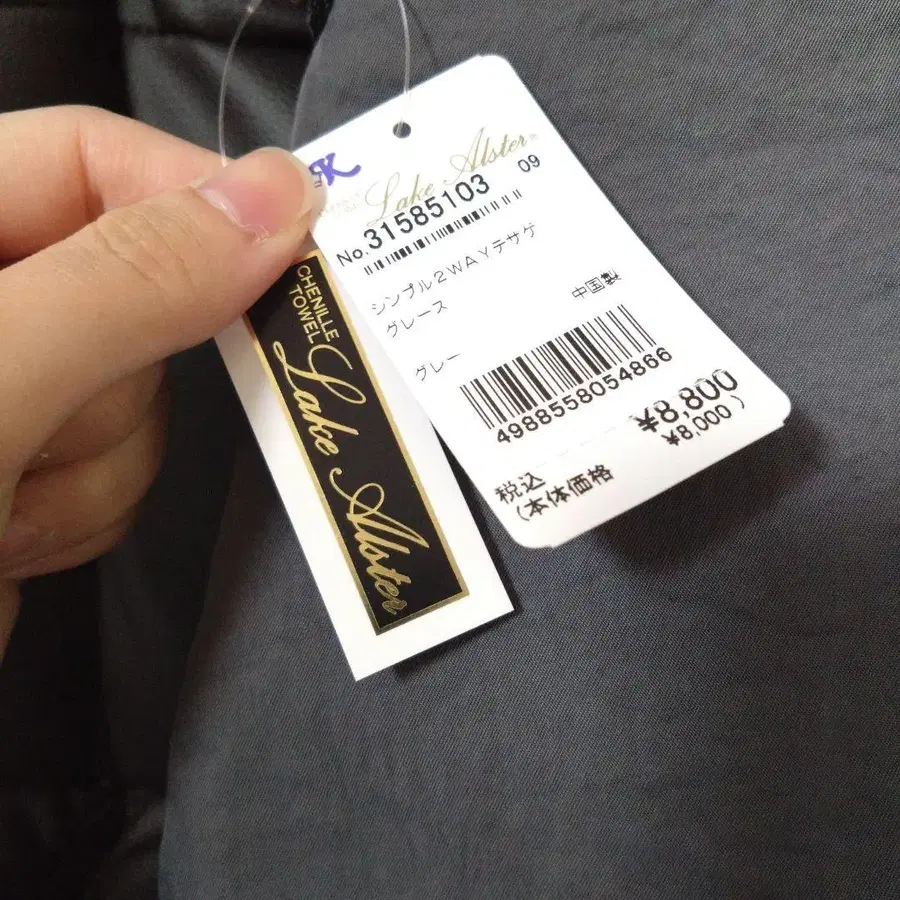 Lake Alster
09
No.31585103
シンプル2WAYテサゲ
グレース
中国製
グレー
4988558054866
税込 ¥8,800
(本体価格 ¥8,000)
CHENILLE
TOWEL
Lake Alster